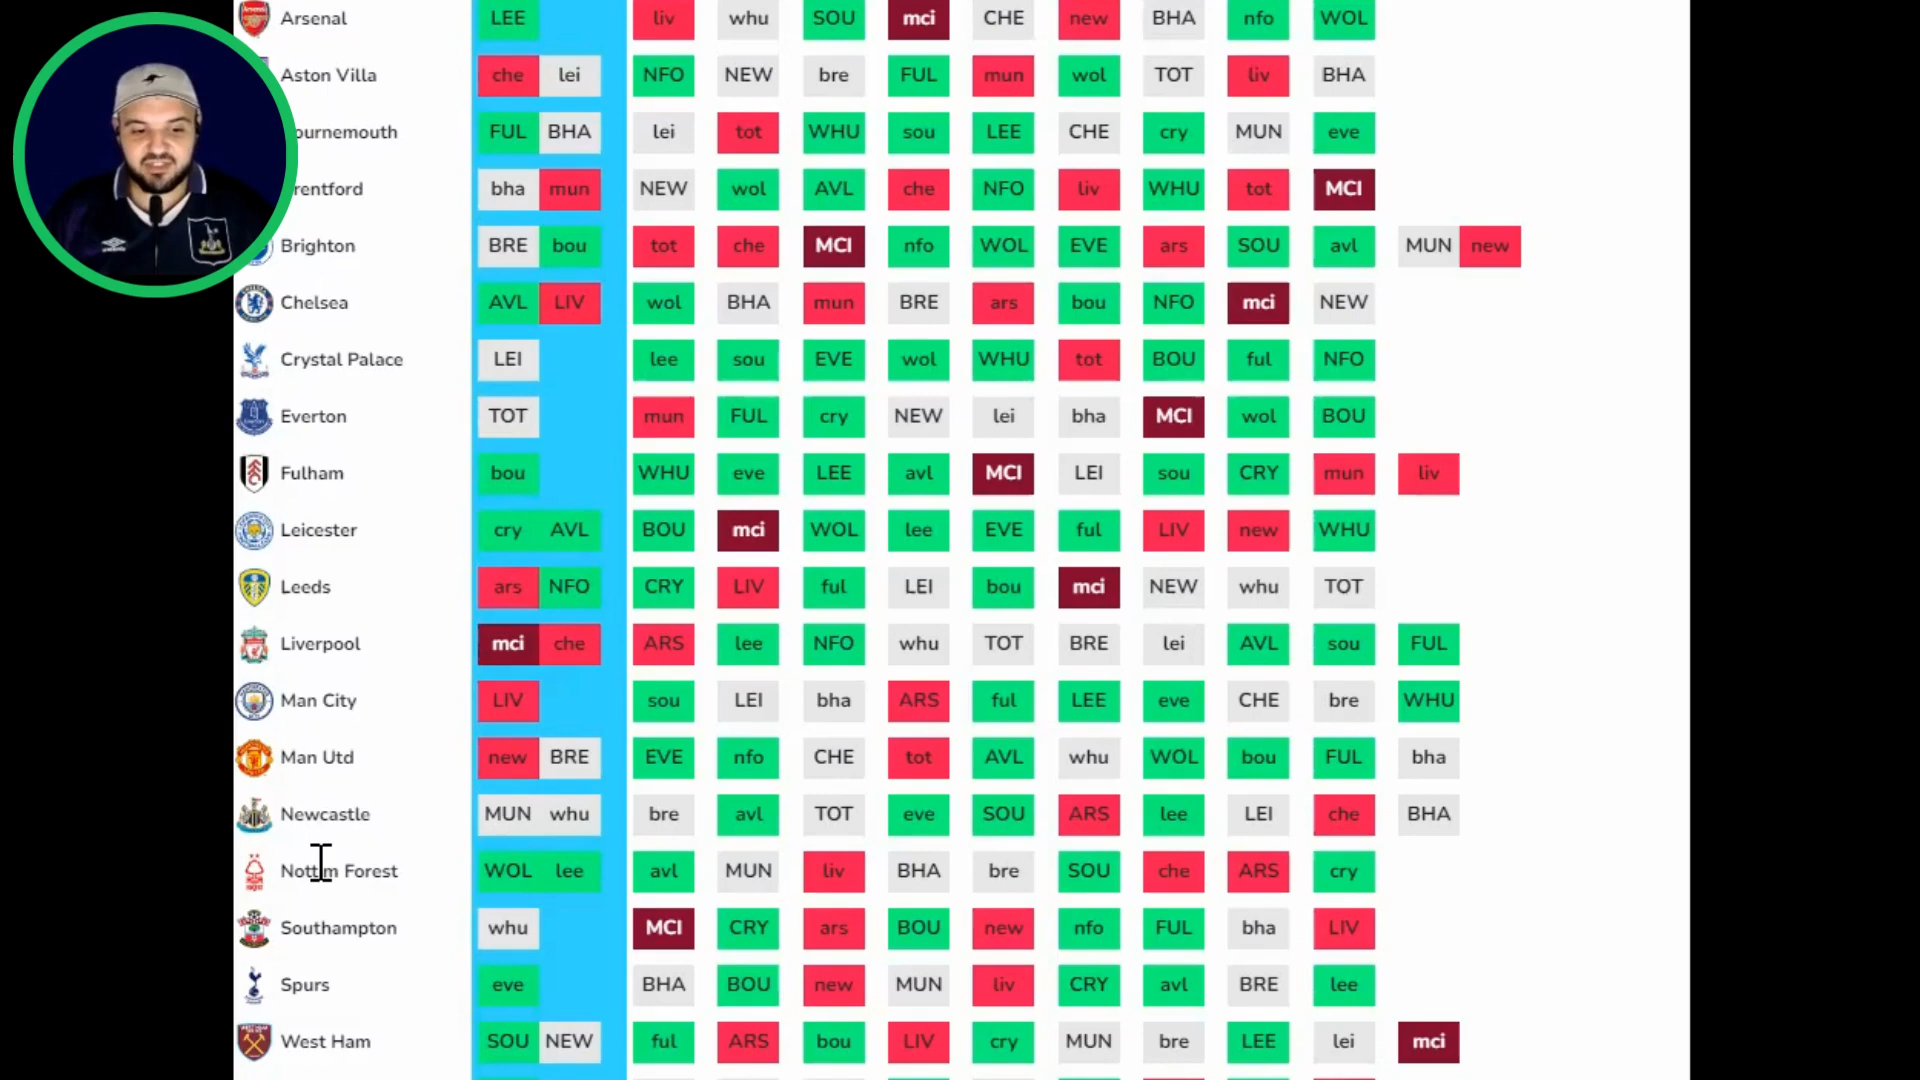 Arsenal LEE liv whu SOU mci CHE new BHA nfo WOL
Aston Villa che lei NFO NEW bre FUL mun wol TOT liv BHA
ournemouth FUL BHA lei tot WHU sou LEE CHE cry MUN eve
rentford bha mun NEW wol AVL che NFO liv WHU tot MCI
Brighton BRE bou tot che MCI nfo WOL EVE ars SOU avl MUN new
Chelsea AVL LIV wol BHA mun BRE ars bou NFO mci NEW
Crystal Palace LEI lee sou EVE wol WHU tot BOU ful NFO
Everton TOT mun FUL cry NEW lei bha MCI wol BOU
Fulham bou WHU eve LEE avl MCI LEI sou CRY mun liv
Leicester cry AVL BOU mci WOL lee EVE ful LIV new WHU
Leeds ars NFO CRY LIV ful LEI bou mci NEW whu TOT
Liverpool mci che ARS lee NFO whu TOT BRE lei AVL sou FUL
Man City LIV sou LEI bha ARS ful LEE eve CHE bre WHU
Man Utd new BRE EVE nfo CHE tot AVL whu WOL bou FUL bha
Newcastle MUN whu bre avl TOT eve SOU ARS lee LEI che BHA
Nott'm Forest WOL lee avl MUN liv BHA bre SOU che ARS cry
Southampton whu MCI CRY ars BOU new nfo FUL bha LIV
Spurs eve BHA BOU new MUN liv CRY avl BRE lee
West Ham SOU NEW ful ARS bou LIV cry MUN bre LEE lei mci